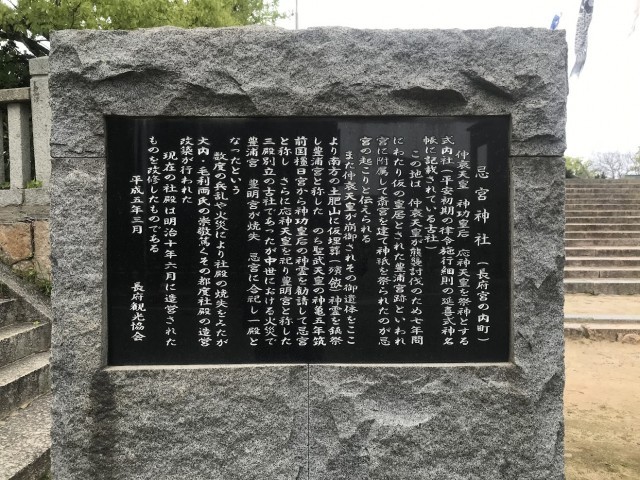 忌宮神社(長府宮の内町)
仲哀天皇 神功皇后 応神天皇を祭神とする
式内社(平安初期の律令施行細則の延喜式神名
帳に記載されている古社)
この地は 仲哀天皇が熊襲討伐のため七年間
にわたり仮の皇居とされた豊浦宮跡といわれ
宮に附属して斎宮を建て神祇を祭られたのが忌
宮の起こりと伝えられる
また仲哀天皇が崩御されその御遺体をここ
より南方の土肥山に仮埋葬(殯斂)神霊を鎮祭
し豊浦宮と称した のち聖武天皇の神亀五年筑
前国橿日宮から神功皇后の神霊を勧請して忌宮
と称し さらに応神天皇を祀り豊明宮と称した
三殿別立の古社であったが中世における火災で
豊浦宮 豊明宮が焼失 忌宮に合祀し一殿と
なったという
数度の兵乱や火災により社殿の焼失をみたが
大内・毛利両氏の崇敬篤くその都度社殿の造営
改築が行われた
現在の社殿は明治十年六月に造営された
ものを改修したものである
平成五年三月
長府観光協会